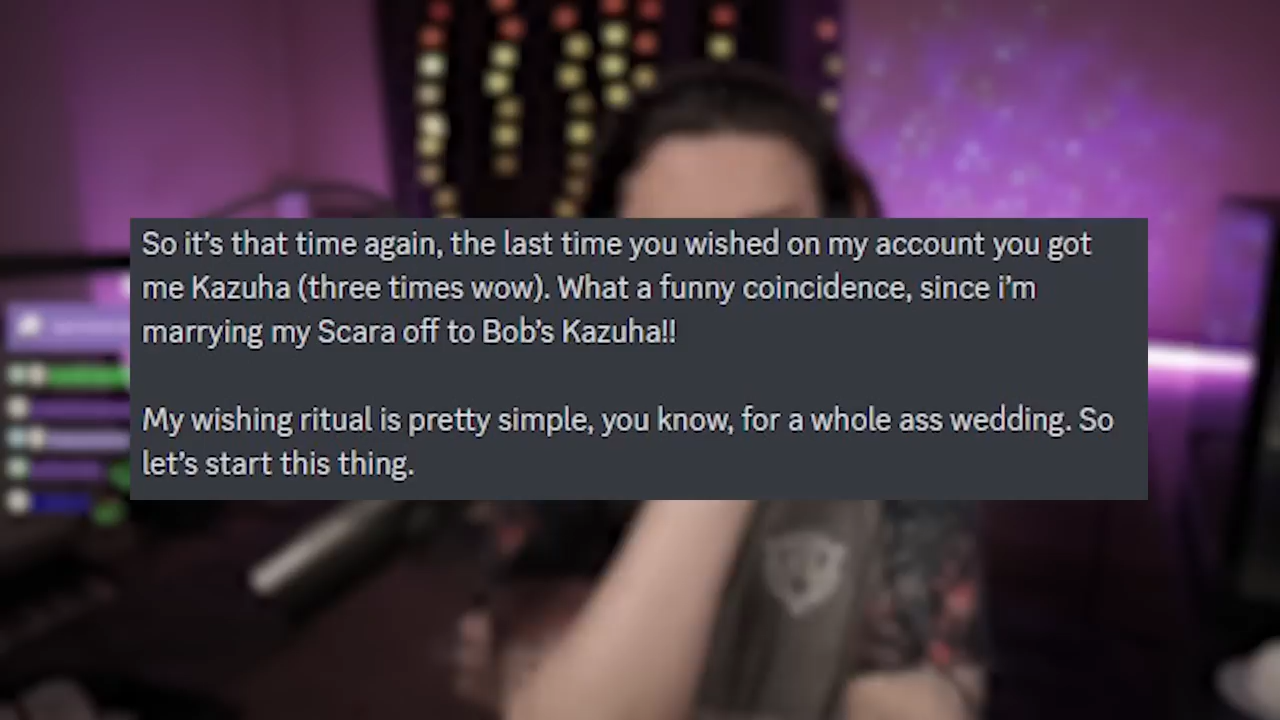 So it’s that time again, the last time you wished on my account you got
me Kazuha (three times wow). What a funny coincidence, since i’m
marrying my Scara off to Bob’s Kazuha!!
My wishing ritual is pretty simple, you know, for a whole ass wedding. So
let’s start this thing.